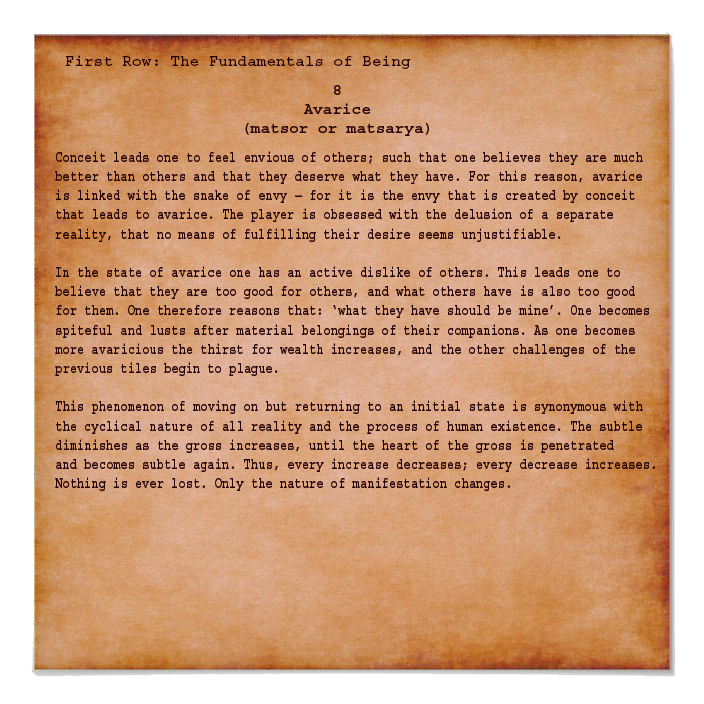 First Row: The Fundamentals of Being
8
Avarice
(matsor or matsarya)
Conceit leads one to feel envious of others; such that one believes they are much
better than others and that they deserve what they have. For this reason, avarice
is linked with the snake of envy – for it is the envy that is created by conceit
that leads to avarice. The player is obsessed with the delusion of a separate
reality, that no means of fulfilling their desire seems unjustifiable.
In the state of avarice one has an active dislike of others. This leads one to
believe that they are too good for others, and what others have is also too good
for them. One therefore reasons that: ‘what they have should be mine’. One becomes
spiteful and lusts after material belongings of their companions. As one becomes
more avaricious the thirst for wealth increases, and the other challenges of the
previous tiles begin to plague.
This phenomenon of moving on but returning to an initial state is synonymous with
the cyclical nature of all reality and the process of human existence. The subtle
diminishes as the gross increases, until the heart of the gross is penetrated
and becomes subtle again. Thus, every increase decreases; every decrease increases.
Nothing is ever lost. Only the nature of manifestation changes.